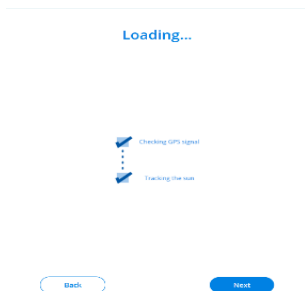 Loading...
Checking GPS signal
Tracking the sun
Back
Next